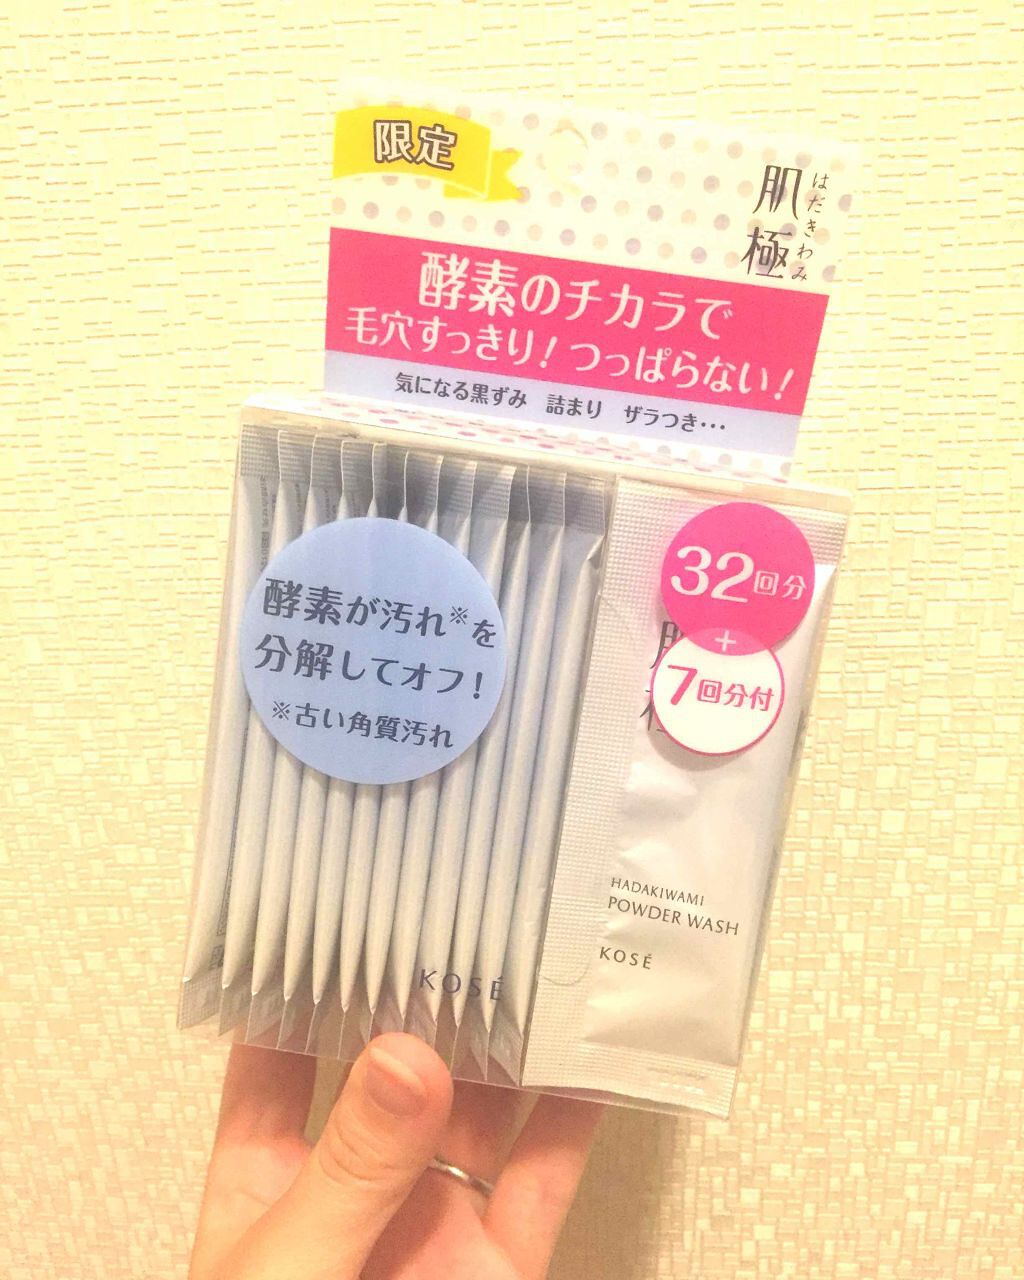 限定
肌極
はだきわみ
酵素のチカラで
毛穴すっきり！つっぱらない！
気になる黒ずみ 詰まり ザラつき・・・
酵素が汚れ※を
分解してオフ！
※古い角質汚れ
32回分
+
7回分付
HADAKIWAMI
POWDER WASH
KOSÉ
KOSÉ